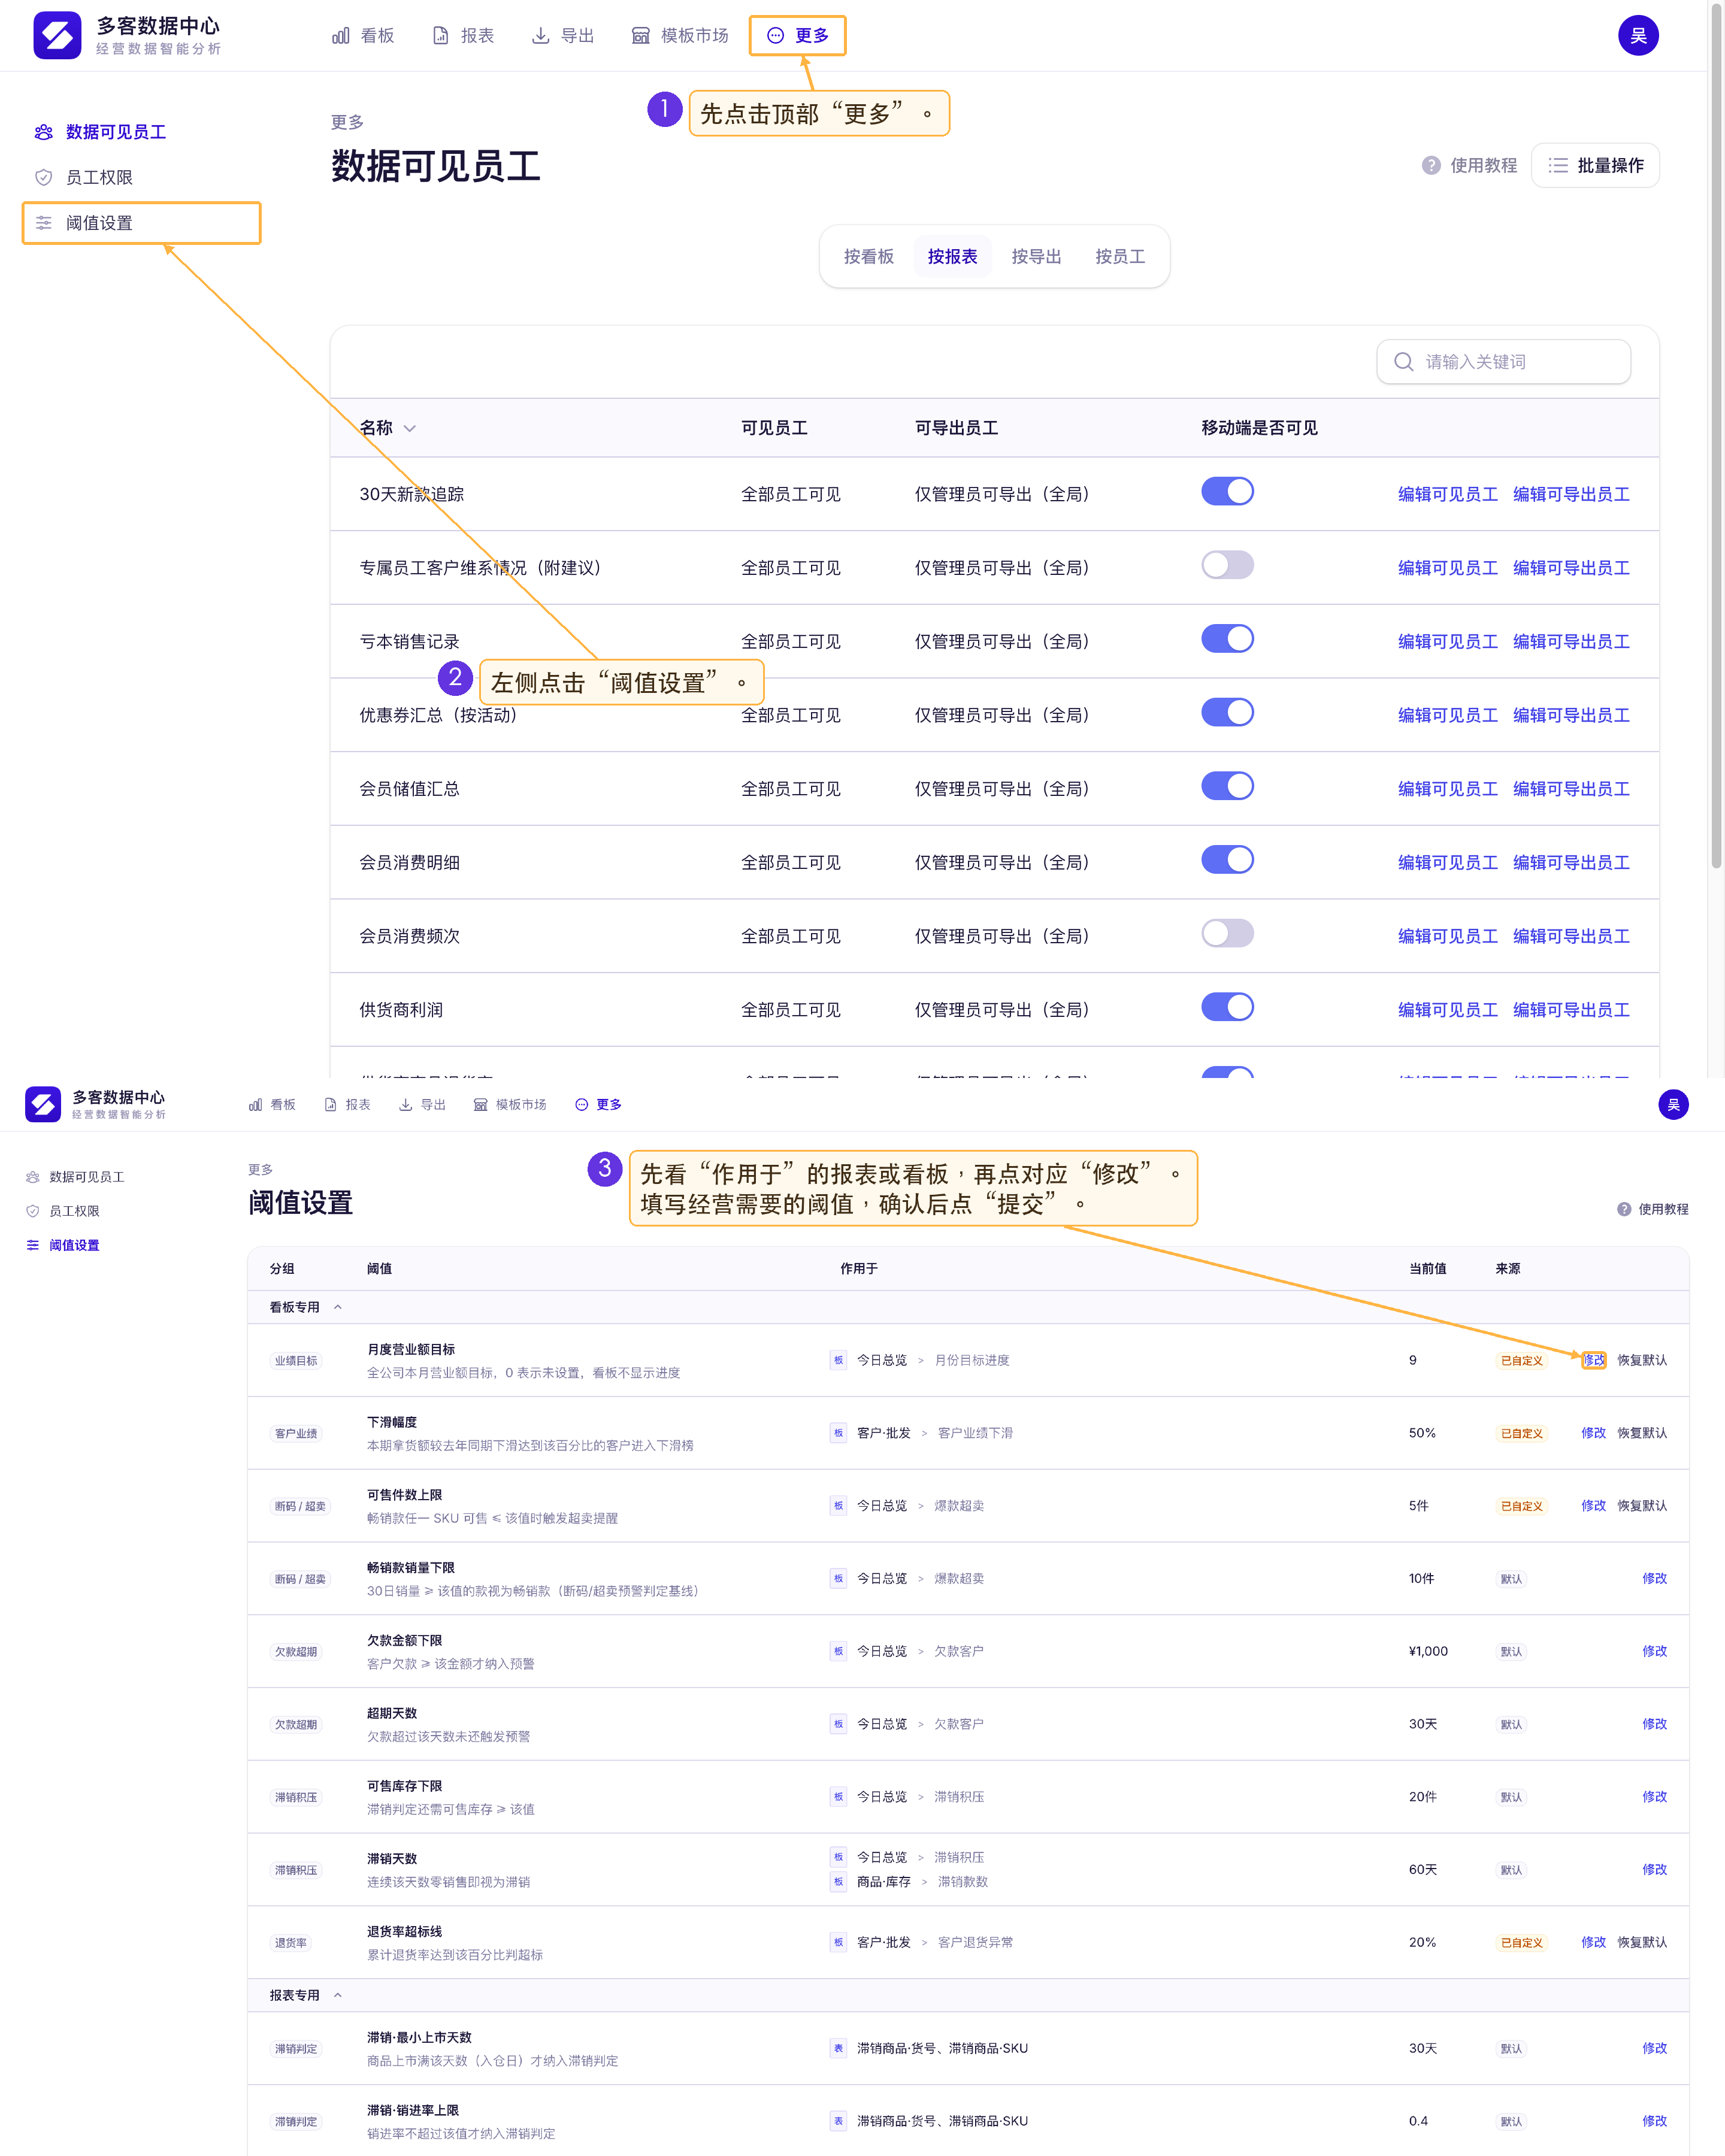 多客数据中心
经营数据智能分析
看板 报表 导出 模板市场 更多
吴
1 先点击顶部“更多”。
数据可见员工
员工权限
阈值设置
更多
数据可见员工
使用教程 批量操作
按看板 按报表 按导出 按员工
请输入关键词
名称 可见员工 可导出员工 移动端是否可见
30天新款追踪 全部员工可见 仅管理员可导出（全局） 编辑可见员工 编辑可导出员工
专属员工客户维系情况（附建议） 全部员工可见 仅管理员可导出（全局） 编辑可见员工 编辑可导出员工
亏本销售记录 全部员工可见 仅管理员可导出（全局） 编辑可见员工 编辑可导出员工
2 左侧点击“阈值设置”。
优惠券汇总（按活动） 全部员工可见 仅管理员可导出（全局） 编辑可见员工 编辑可导出员工
会员储值汇总 全部员工可见 仅管理员可导出（全局） 编辑可见员工 编辑可导出员工
会员消费明细 全部员工可见 仅管理员可导出（全局） 编辑可见员工 编辑可导出员工
会员消费频次 全部员工可见 仅管理员可导出（全局） 编辑可见员工 编辑可导出员工
供货商利润 全部员工可见 仅管理员可导出（全局） 编辑可见员工 编辑可导出员工
多客数据中心
经营数据智能分析
看板 报表 导出 模板市场 更多
吴
数据可见员工
员工权限
阈值设置
更多
阈值设置
3 先看“作用于”的报表或看板，再点对应“修改”。
填写经营需要的阈值，确认后点“提交”。
使用教程
分组 阈值 作用于 当前值 来源
看板专用
业绩目标 月度营业额目标 板 今日总览 > 月份目标进度 9 已自定义 修改 恢复默认
全公司本月营业额目标，0 表示未设置，看板不显示进度
客户业绩 下滑幅度 板 客户·批发 > 客户业绩下滑 50% 已自定义 修改 恢复默认
本期拿货额较去年同期下滑达到该百分比的客户进入下滑榜
断码 / 超卖 可售件数上限 板 今日总览 > 爆款超卖 5件 已自定义 修改 恢复默认
畅销款任一 SKU 可售 ≤ 该值时触发超卖提醒
断码 / 超卖 畅销款销量下限 板 今日总览 > 爆款超卖 10件 默认 修改
30日销量 ≥ 该值的款视为畅销款（断码/超卖预警判定基线）
欠款超期 欠款金额下限 板 今日总览 > 欠款客户 ¥1,000 默认 修改
客户欠款 ≥ 该金额才纳入预警
欠款超期 超期天数 板 今日总览 > 欠款客户 30天 默认 修改
欠款超过该天数未还触发预警
滞销积压 可售库存下限 板 今日总览 > 滞销积压 20件 默认 修改
滞销判定还需可售库存 ≥ 该值
滞销积压 滞销天数 板 今日总览 > 滞销积压 60天 默认 修改
连续该天数零销售即视为滞销 板 商品·库存 > 滞销款数
退货率 退货率超标线 板 客户·批发 > 客户退货异常 20% 已自定义 修改 恢复默认
累计退货率达到该百分比判超标
报表专用
滞销判定 滞销·最小上市天数 表 滞销商品·货号、滞销商品·SKU 30天 默认 修改
商品上市满该天数（入仓日）才纳入滞销判定
滞销判定 滞销·销进率上限 表 滞销商品·货号、滞销商品·SKU 0.4 默认 修改
销进率不超过该值才纳入滞销判定